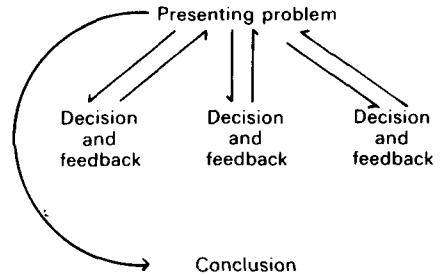 Presenting problem
Decision
and
feedback
Decision
and
feedback
Decision
and
feedback
Conclusion